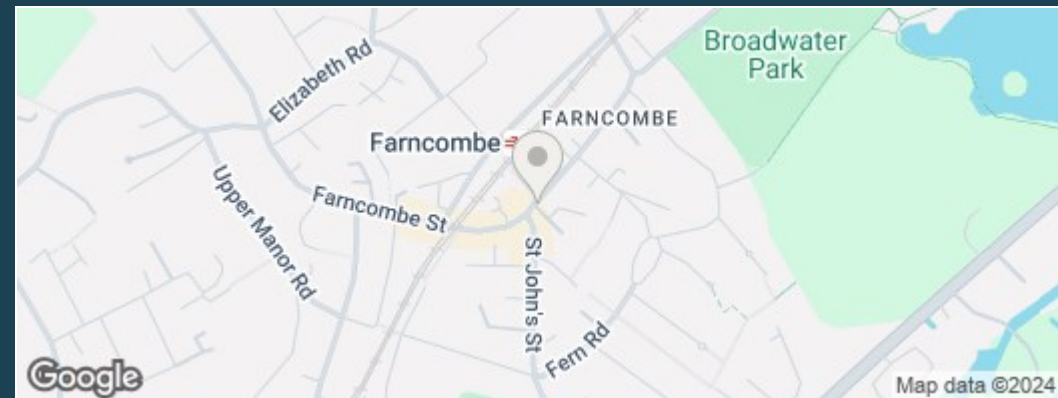 Broadwater
Park
Elizabeth Rd
FARNCOMBE
Farncombe
Farncombe St
Upper Manor Rd
St John's St
Fern Rd
Google
Map data ©2024